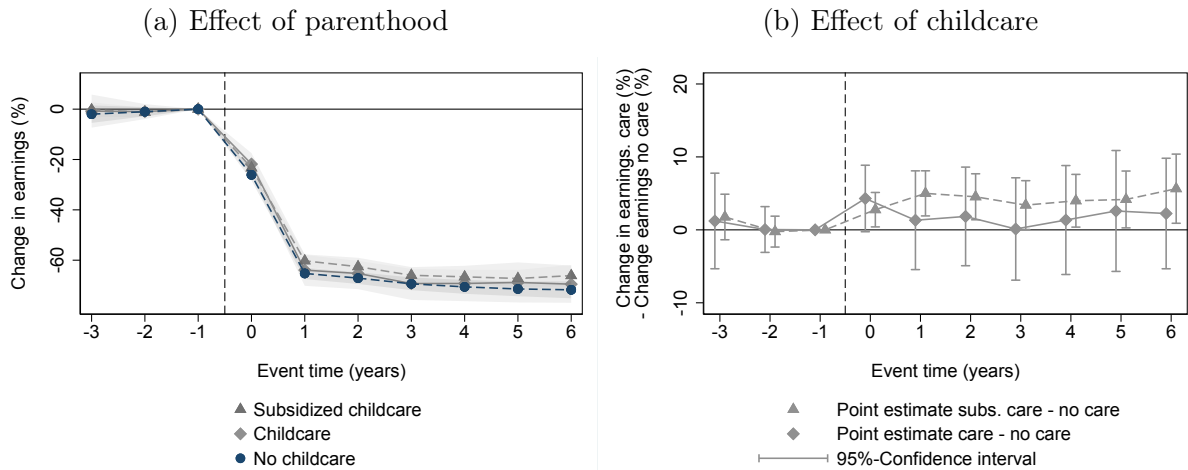 (a) Effect of parenthood
Change in earnings (%)
0
-20
-40
-60
-3 -2 -1 0 1 2 3 4 5 6
Event time (years)
Subsidized childcare
Childcare
No childcare
(b) Effect of childcare
Change in earnings. care (%)
- Change earnings no care (%)
20
10
0
-10
-3 -2 -1 0 1 2 3 4 5 6
Event time (years)
Point estimate subs. care - no care
Point estimate care - no care
95%-Confidence interval